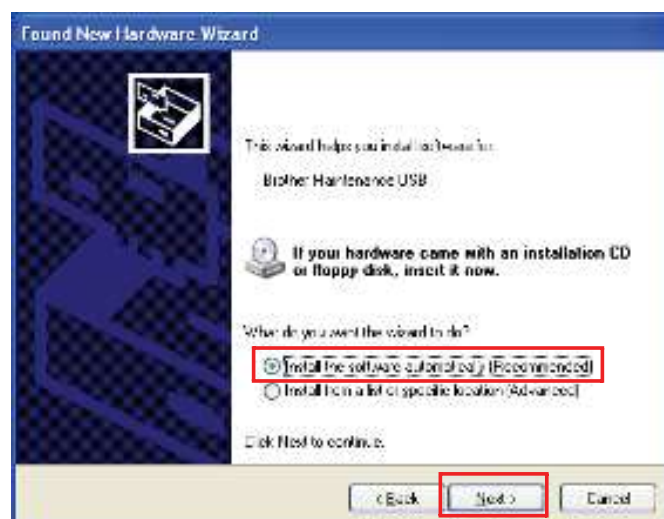 Found New Hardware Wizard
This wizard helps you install software for:
Brother Maintenance USB
If your hardware came with an installation CD
or floppy disk, insert it now.
What do you want the wizard to do?
Install the software automatically (Recommended)
Install from a list or specific location (Advanced)
Click Next to continue.
< Back
Next >
Cancel